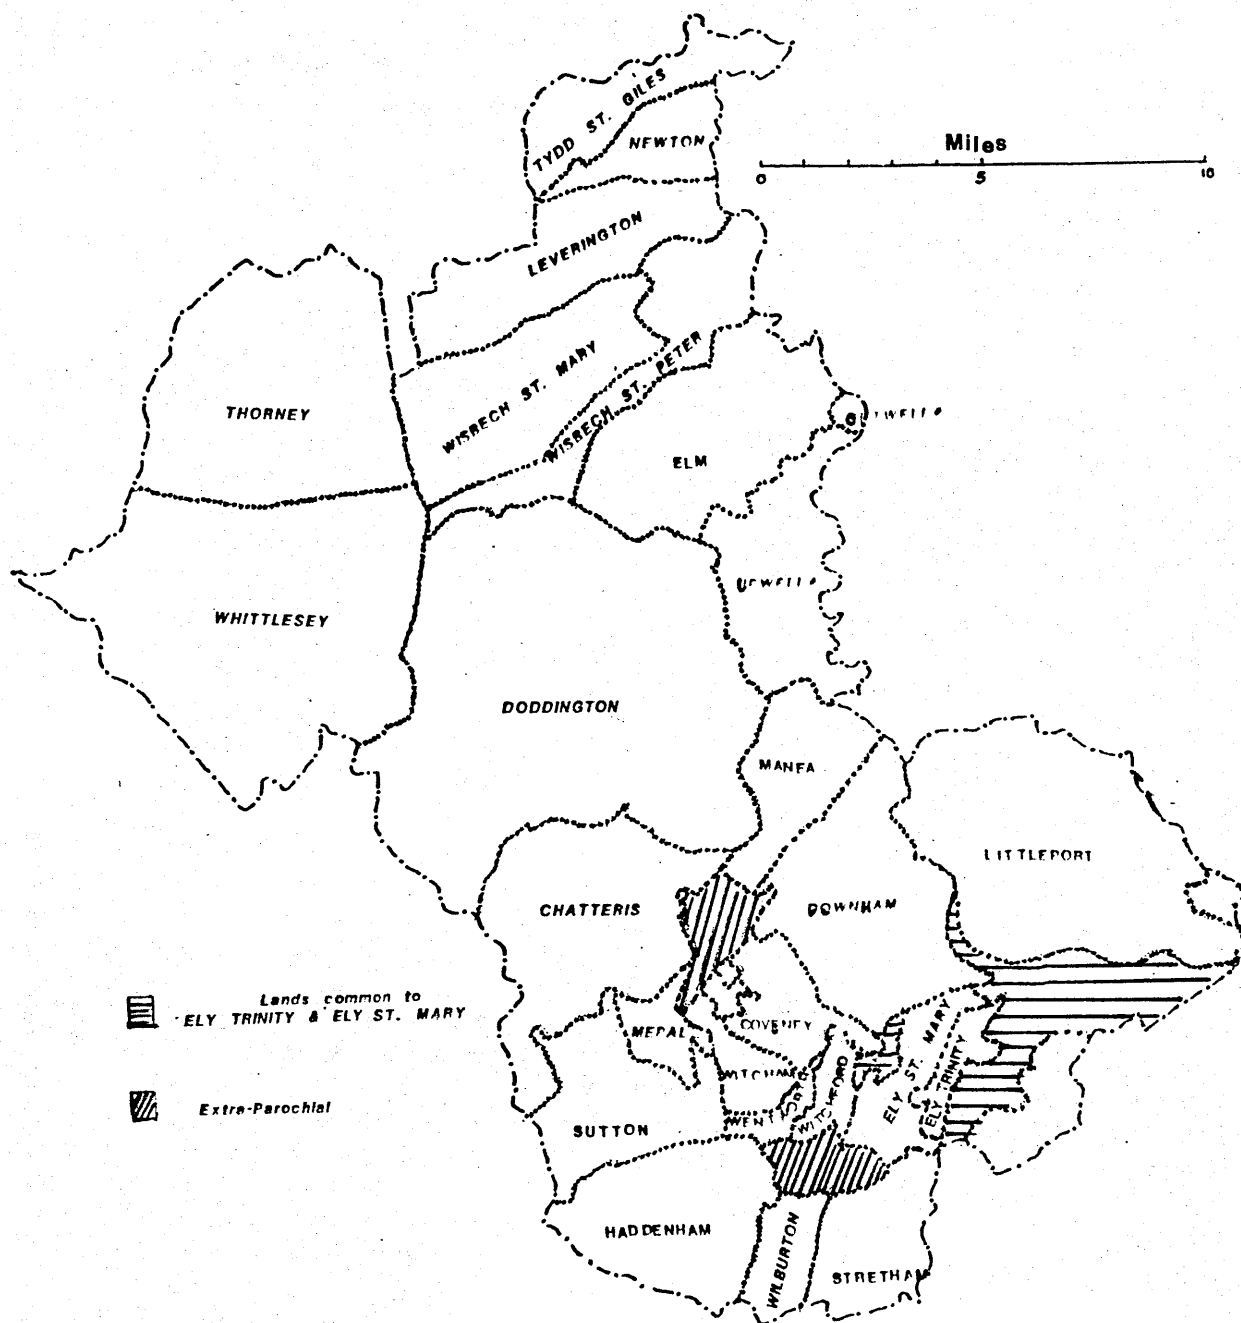 TYDD ST. GILES
NEWTON
Miles
0 5 10
LEVERINGTON
WISBECH ST. MARY
WISBECH ST. PETER
THORNEY
ELM
WHITTLESEY
DODDINGTON
MANEA
LITTLEPORT
CHATTERIS
DOWNHAM
Lands common to
ELY TRINITY & ELY ST. MARY
MEPAL
COVENEY
WITCHAM
WENTWORTH
WITCHFORD
ELY ST. MARY
ELY TRINITY
Extra-Parochial
SUTTON
HADDENHAM
WILBURTON
STRETHAM